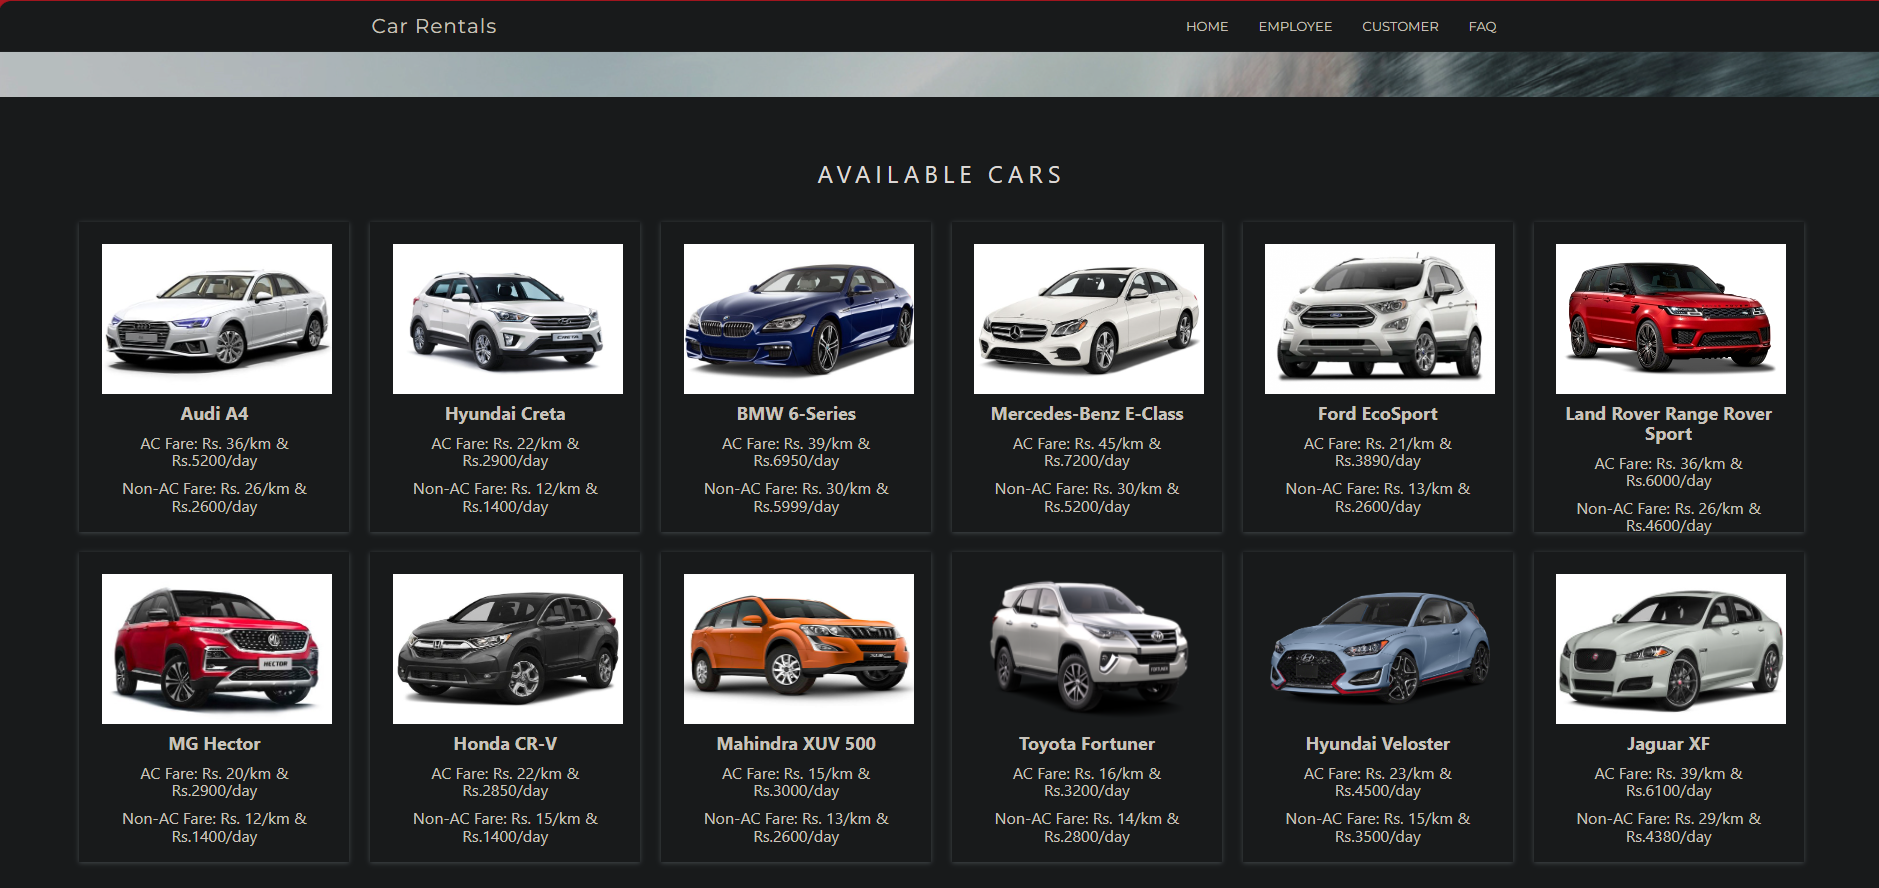 Car Rentals
HOME EMPLOYEE CUSTOMER FAQ
AVAILABLE CARS
Audi A4
AC Fare: Rs. 36/km &
Rs.5200/day
Non-AC Fare: Rs. 26/km &
Rs.2600/day
CRETA
Hyundai Creta
AC Fare: Rs. 22/km &
Rs.2900/day
Non-AC Fare: Rs. 12/km &
Rs.1400/day
BMW 6-Series
AC Fare: Rs. 39/km &
Rs.6950/day
Non-AC Fare: Rs. 30/km &
Rs.5999/day
Mercedes-Benz E-Class
AC Fare: Rs. 45/km &
Rs.7200/day
Non-AC Fare: Rs. 30/km &
Rs.5200/day
Ford EcoSport
AC Fare: Rs. 21/km &
Rs.3890/day
Non-AC Fare: Rs. 13/km &
Rs.2600/day
Land Rover Range Rover
Sport
AC Fare: Rs. 36/km &
Rs.6000/day
Non-AC Fare: Rs. 26/km &
Rs.4600/day
HECTOR
MG Hector
AC Fare: Rs. 20/km &
Rs.2900/day
Non-AC Fare: Rs. 12/km &
Rs.1400/day
Honda CR-V
AC Fare: Rs. 22/km &
Rs.2850/day
Non-AC Fare: Rs. 15/km &
Rs.1400/day
Mahindra XUV 500
AC Fare: Rs. 15/km &
Rs.3000/day
Non-AC Fare: Rs. 13/km &
Rs.2600/day
FORTUNER
Toyota Fortuner
AC Fare: Rs. 16/km &
Rs.3200/day
Non-AC Fare: Rs. 14/km &
Rs.2800/day
Hyundai Veloster
AC Fare: Rs. 23/km &
Rs.4500/day
Non-AC Fare: Rs. 15/km &
Rs.3500/day
Jaguar XF
AC Fare: Rs. 39/km &
Rs.6100/day
Non-AC Fare: Rs. 29/km &
Rs.4380/day